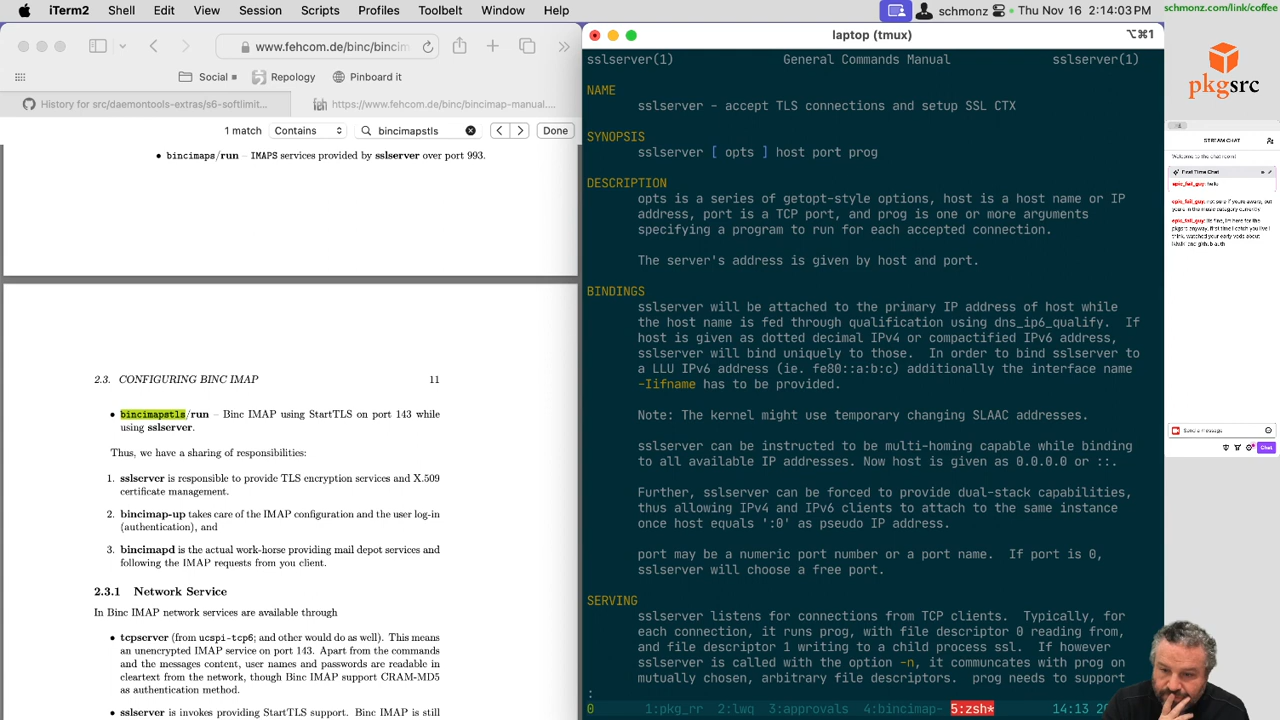 iTerm2 Shell Edit View Session Scripts Profiles Toolbelt Window Help
schmonz Thu Nov 16 2:14:03 PM
schmonz.com/link/coffee
www.fehcom.de/binc/binci
Social Repology Pinboard it
History for src/daemontools-extras/s6-softlimit...
https://www.fehcom.de/binc/bincimap-manual....
1 match Contains bincimapstls Done
• bincimaps/run – IMAPS services provided by sslserver over port 993.
2.3. CONFIGURING BINC IMAP 11
• bincimapstls/run – Binc IMAP using StartTLS on port 143 while
using sslserver.
Thus, we have a sharing of responsibilities:
1. sslserver is responsible to provide TLS encryption services and X.509
certificate management.
2. bincimap-up takes care of the IMAP configuration and the user log-in
(authentication), and
3. bincimapd is the actual work-horse providing mail depot services and
following the IMAP requests from you client.
2.3.1 Network Service
In Binc IMAP network services are available through
• tcpserver (from ucspi-tcp6; and other would do as well). This means
an unencrypted IMAP service on port 143. Apart from the commands
and the messages content, user names and passwords are readable in
cleartext from the network, though Binc IMAP support CRAM-MD5
as authentication method.
• sslserver is invokes providing StartTLS support. Binc IMAP is still
laptop (tmux) ⌥⌘1
sslserver(1) General Commands Manual sslserver(1)
NAME
sslserver – accept TLS connections and setup SSL CTX
SYNOPSIS
sslserver [ opts ] host port prog
DESCRIPTION
opts is a series of getopt-style options, host is a host name or IP
address, port is a TCP port, and prog is one or more arguments
specifying a program to run for each accepted connection.
The server's address is given by host and port.
BINDINGS
sslserver will be attached to the primary IP address of host while
the host name is fed through qualification using dns_ip6_qualify. If
host is given as dotted decimal IPv4 or compactified IPv6 address,
sslserver will bind uniquely to those. In order to bind sslserver to
a LLU IPv6 address (ie. fe80::a:b:c) additionally the interface name
-Iifname has to be provided.
Note: The kernel might use temporary changing SLAAC addresses.
sslserver can be instructed to be multi-homing capable while binding
to all available IP addresses. Now host is given as 0.0.0.0 or ::.
Further, sslserver can be forced to provide dual-stack capabilities,
thus allowing IPv4 and IPv6 clients to attach to the same instance
once host equals ':0' as pseudo IP address.
port may be a numeric port number or a port name. If port is 0,
sslserver will choose a free port.
SERVING
sslserver listens for connections from TCP clients. Typically, for
each connection, it runs prog, with file descriptor 0 reading from,
and file descriptor 1 writing to a child process ssl. If however
sslserver is called with the option -n, it communcates with prog on
mutually chosen, arbitrary file descriptors. prog needs to support
:
0 1:pkg_rr 2:lwq 3:approvals 4:bincimap- 5:zsh* 14:13 20
pkgsrc
STREAM CHAT
Welcome to the chat room!
First Time Chat
epic_fail_guy: hello
Send a message
Chat